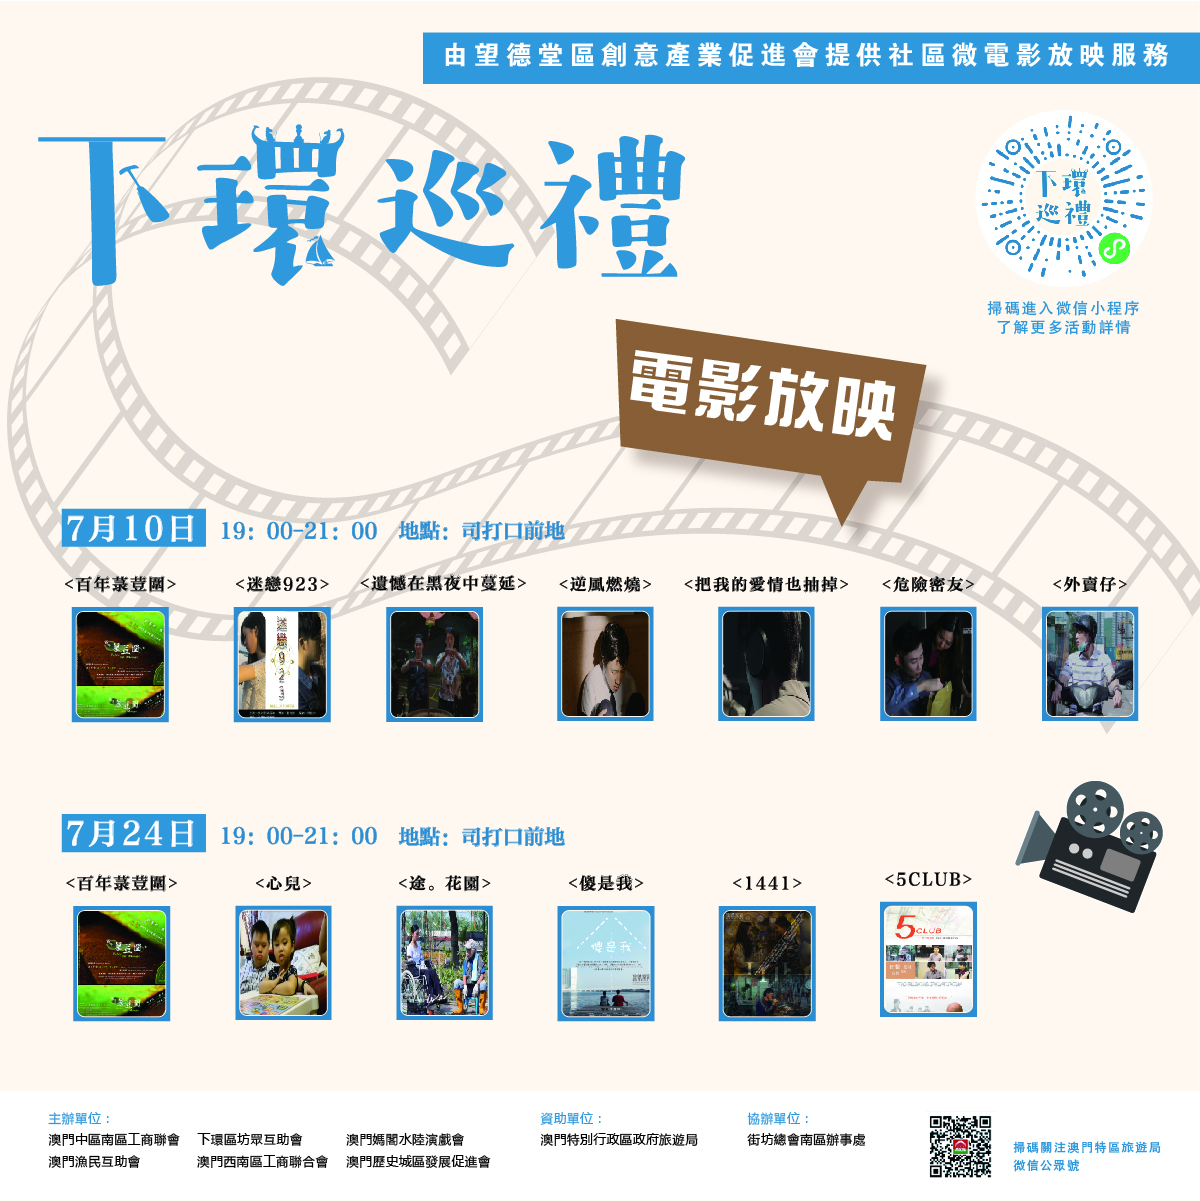 由望德堂區創意產業促進會提供社區微電影放映服務
下環巡禮
下環
巡禮
掃碼進入微信小程序
了解更多活動詳情
電影放映
7月10日 19：00-21：00 地點：司打口前地
<百年菉荳圍> <迷戀923> <遺憾在黑夜中蔓延> <逆風燃燒> <把我的愛情也抽掉> <危險密友> <外賣仔>
7月24日 19：00-21：00 地點：司打口前地
<百年菉荳圍> <心兒> <途。花園> <傻是我> <1441> <5CLUB>
傻是我
5CLUB
主辦單位：
澳門中區南區工商聯會 下環區坊眾互助會 澳門媽閣水陸演戲會
澳門漁民互助會 澳門西南區工商聯合會 澳門歷史城區發展促進會
資助單位：
澳門特別行政區政府旅遊局
協辦單位：
街坊總會南區辦事處
掃碼關注澳門特區旅遊局
微信公眾號